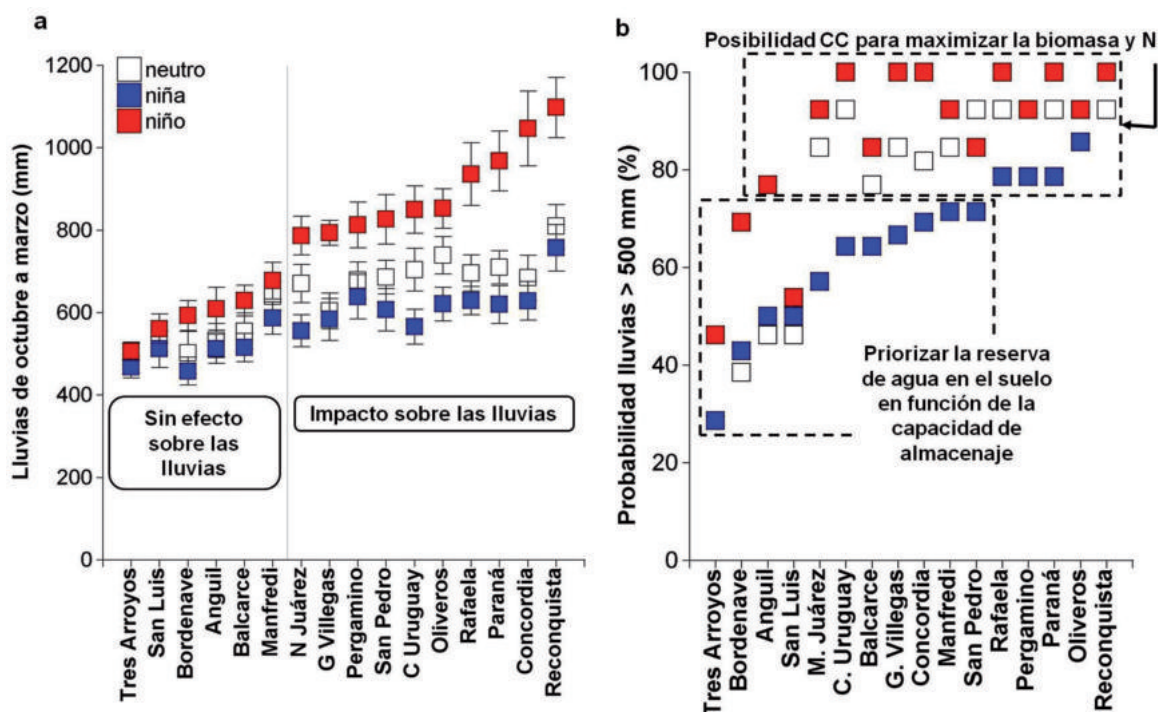 a
Lluvias de octubre a marzo (mm)
1200
1000
800
600
400
200
0
neutro
niña
niño
Sin efecto
sobre las
lluvias
Impacto sobre las lluvias
Tres Arroyos
San Luis
Bordenave
Anguil
Balcarce
Manfredi
N Juárez
G Villegas
Pergamino
San Pedro
C Uruguay
Oliveros
Rafaela
Paraná
Concordia
Reconquista
b
Posibilidad CC para maximizar la biomasa y N
Probabilidad lluvias > 500 mm (%)
100
80
60
40
20
0
Priorizar la reserva
de agua en el suelo
en función de la
capacidad de
almacenaje
Tres Arroyos
Bordenave
Anguil
San Luis
M. Juárez
C. Uruguay
Balcarce
G. Villegas
Concordia
Manfredi
San Pedro
Rafaela
Pergamino
Paraná
Oliveros
Reconquista